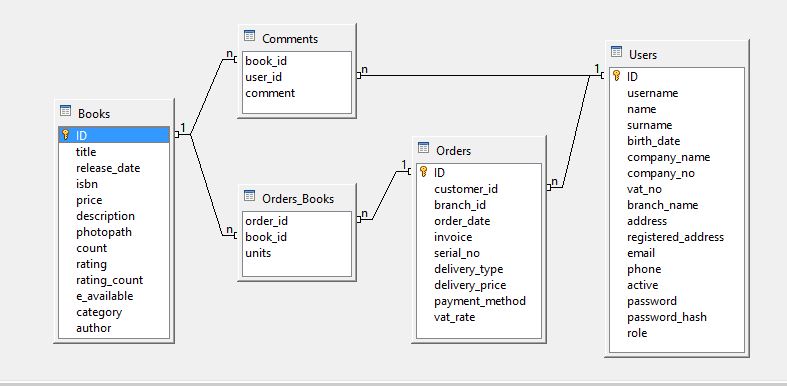 Comments
book_id
user_id
comment
Books
ID
title
release_date
isbn
price
description
photopath
count
rating
rating_count
e_available
category
author
Orders_Books
order_id
book_id
units
Orders
ID
customer_id
branch_id
order_date
invoice
serial_no
delivery_type
delivery_price
payment_method
vat_rate
Users
ID
username
name
surname
birth_date
company_name
company_no
vat_no
branch_name
address
registered_address
email
phone
active
password
password_hash
role
1
n
n
n
1
n
1
n